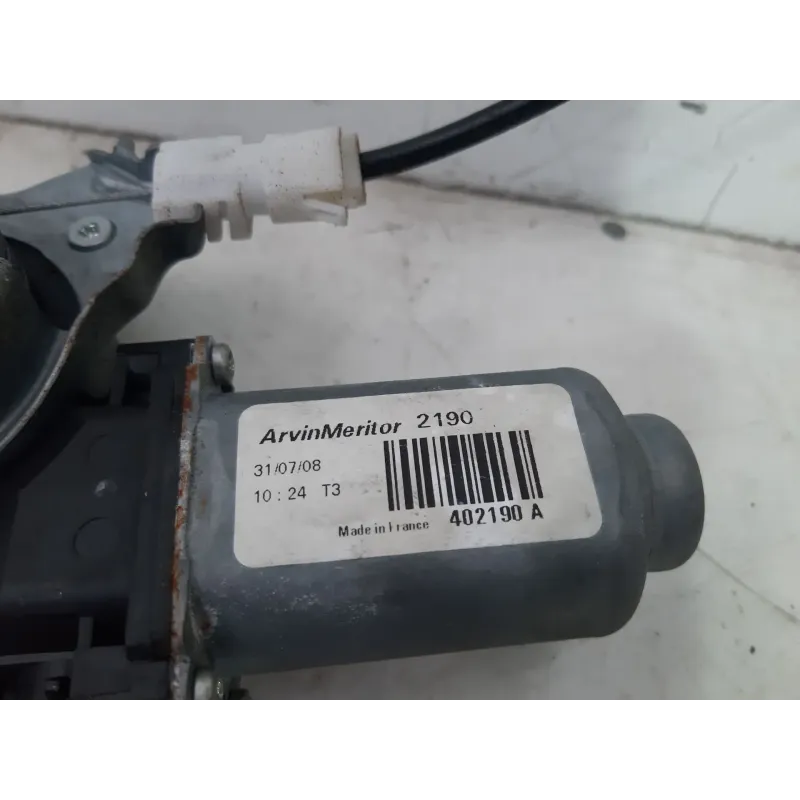 ArvinMeritor 2190
31/07/08
10 : 24 T3
Made in France
402190 A